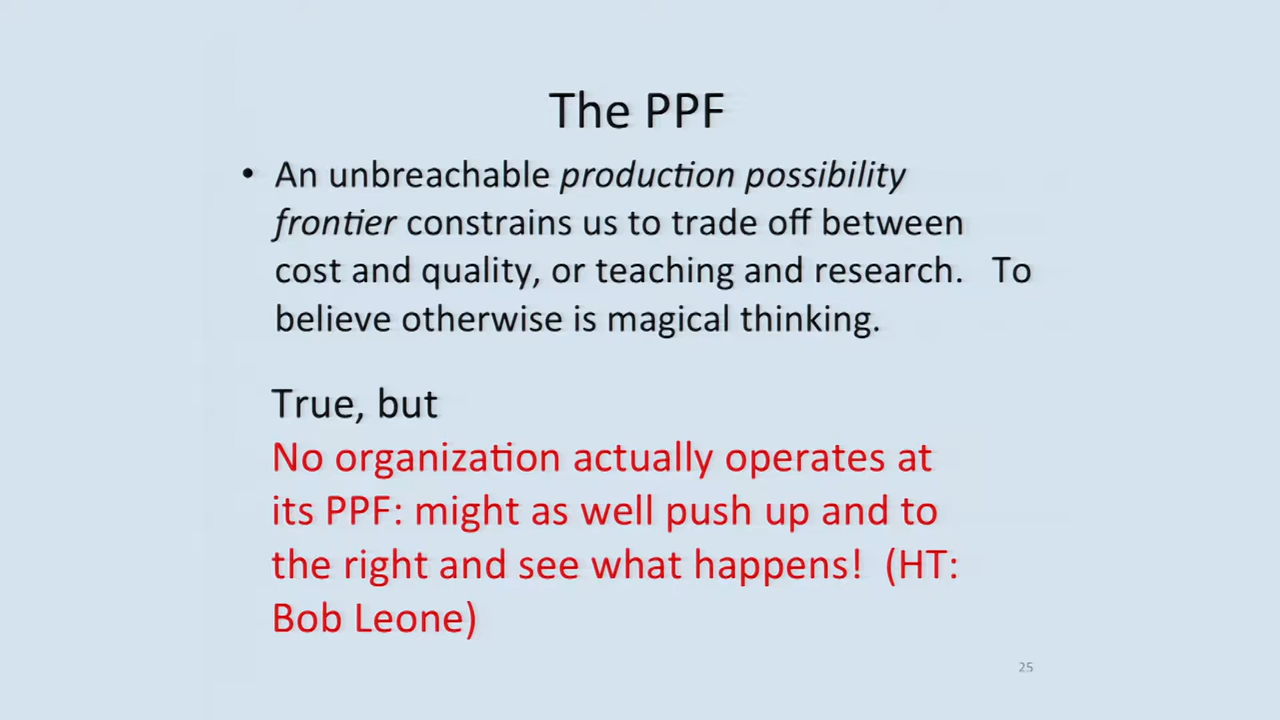 The PPF
• An unbreachable production possibility
frontier constrains us to trade off between
cost and quality, or teaching and research. To
believe otherwise is magical thinking.
True, but
No organization actually operates at
its PPF: might as well push up and to
the right and see what happens! (HT:
Bob Leone)
25